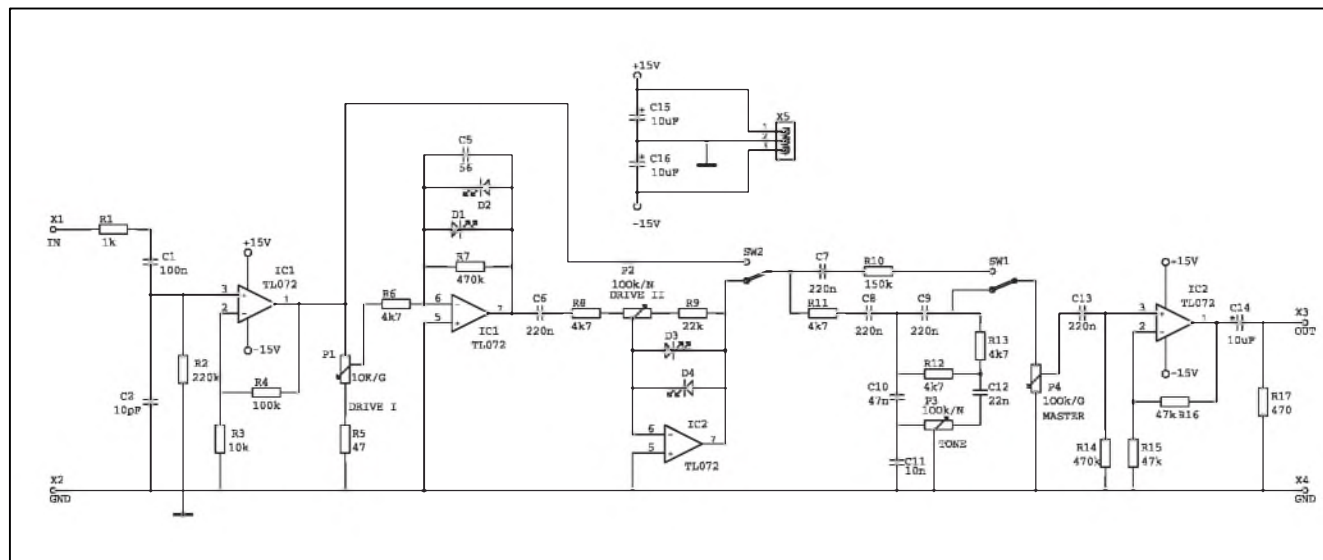 +15V
C15
10uF
X5
1
2
3
C16
10uF
-15V
C5
56
D2
D1
R7
470k
X1
IN
R1
1k
C1
100n
+15V
IC1
TL072
3
2
1
-15V
R2
220k
C2
10pF
R4
100k
R3
10k
P1
10K/G
DRIVE I
R5
47
R6
4k7
6
5
7
IC1
TL072
C6
220n
R8
4k7
P2
100k/N
DRIVE II
R9
22k
D3
D4
IC2
6
5
7
TL072
SW2
C7
220n
R10
150k
SW1
R11
4k7
C8
220n
C9
220n
R13
4k7
R12
4k7
C10
47n
C12
22n
P3
100k/N
TONE
C11
10n
C13
220n
P4
100k/G
MASTER
+15V
IC2
TL072
3
2
1
-15V
C14
10uF
X3
OUT
47k
R16
R14
470k
R15
47k
R17
470
X2
GND
X4
GND